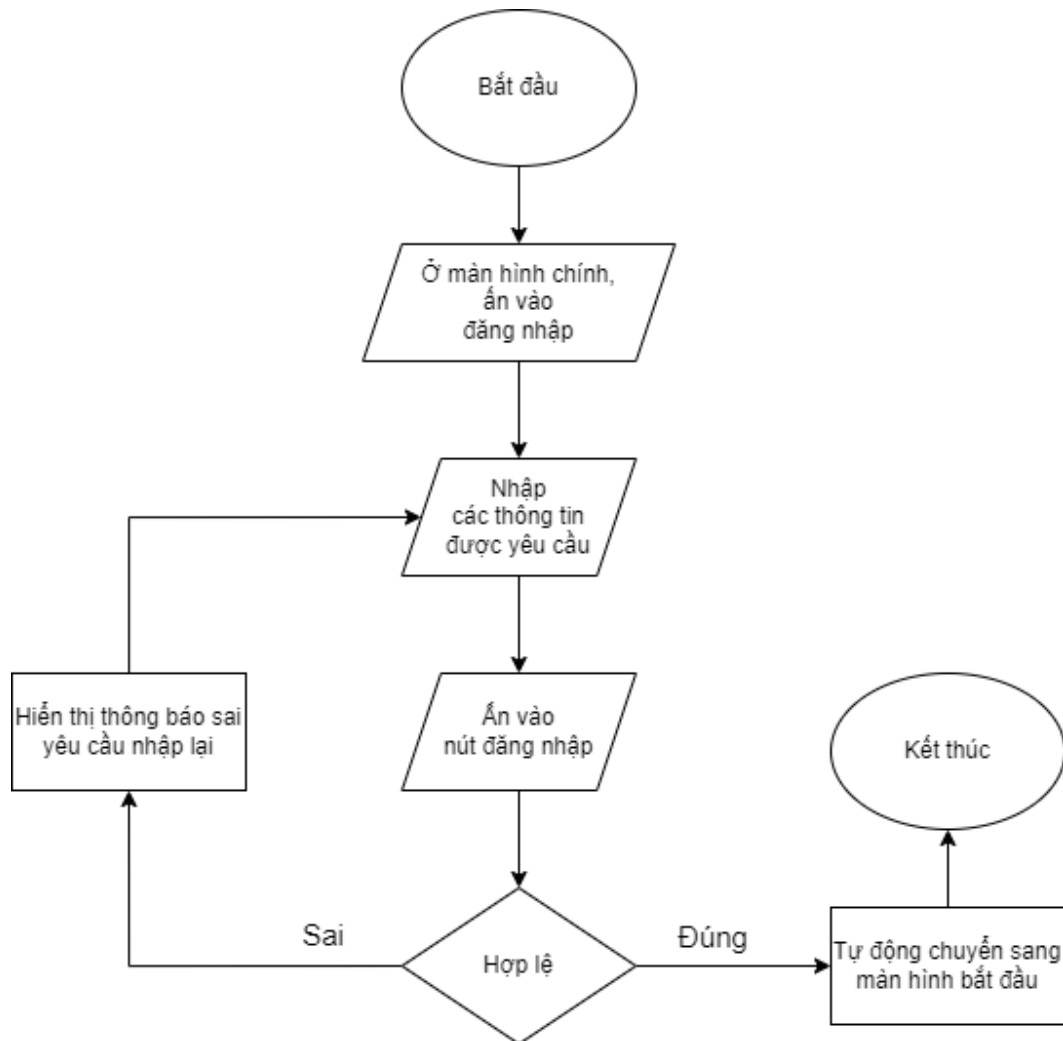 Bắt đầu
Ở màn hình chính,
ấn vào
đăng nhập
Nhập
các thông tin
được yêu cầu
Hiển thị thông báo sai
yêu cầu nhập lại
Ấn vào
nút đăng nhập
Kết thúc
Sai
Hợp lệ
Đúng
Tự động chuyển sang
màn hình bắt đầu